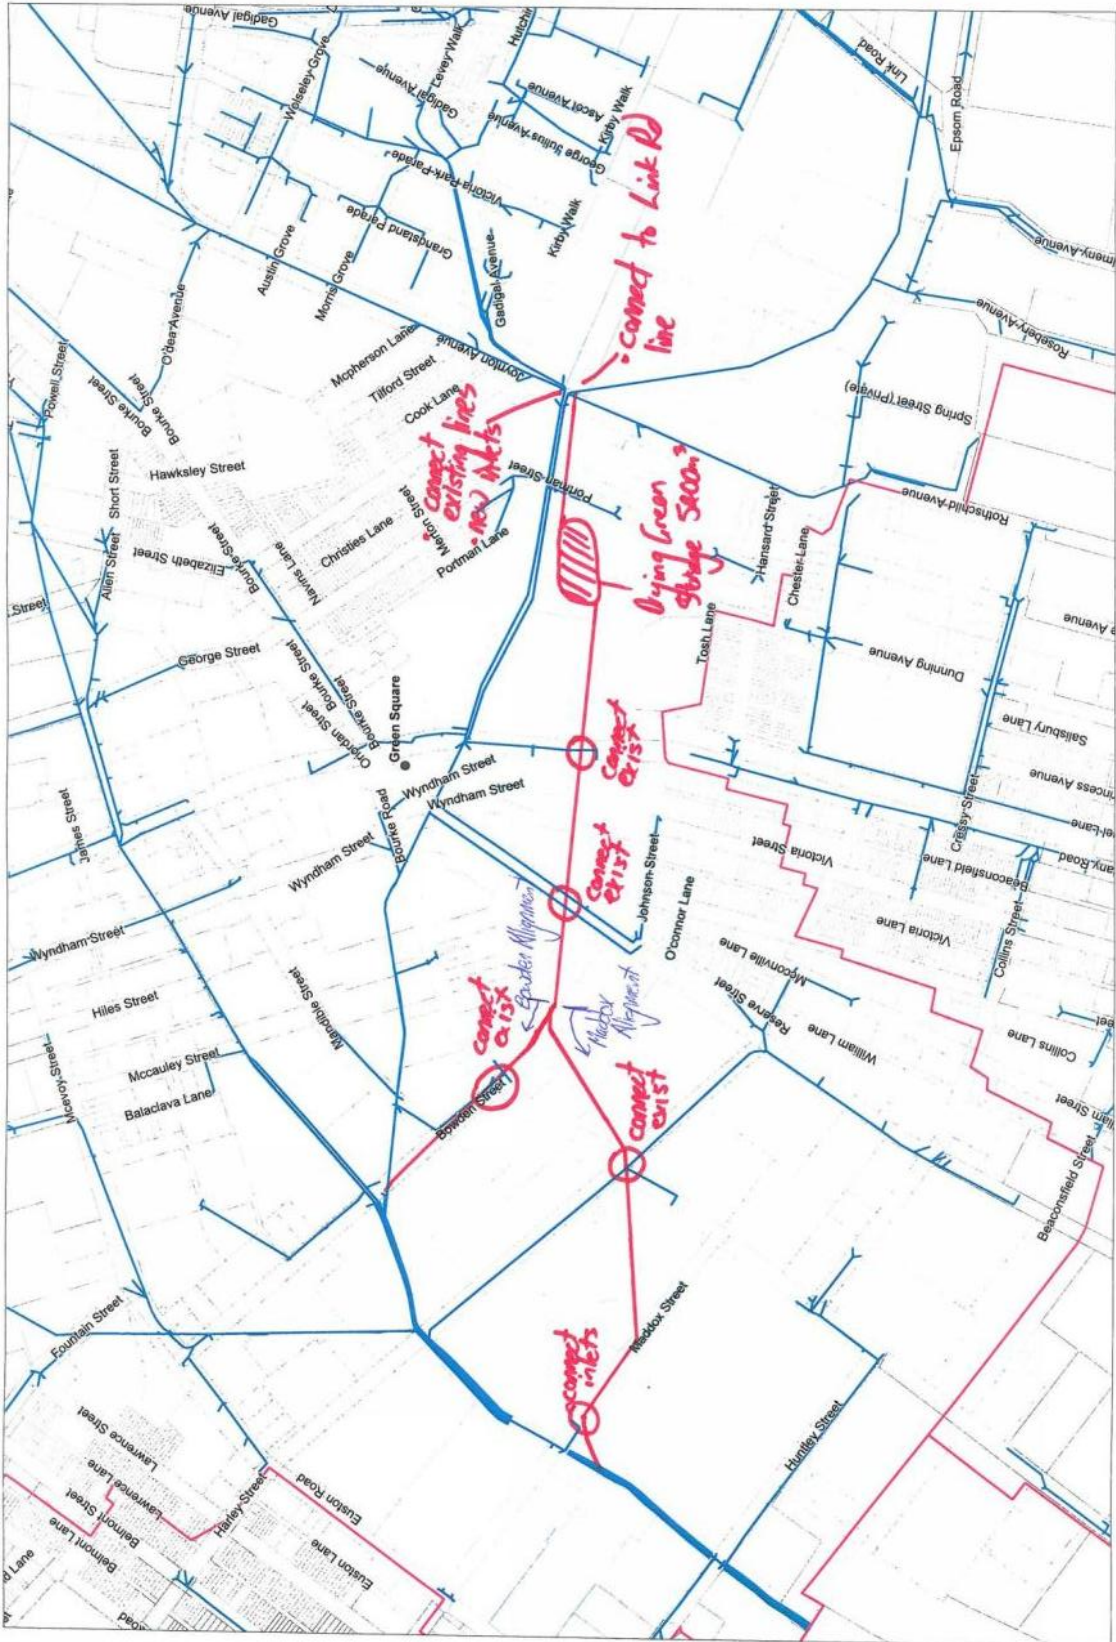 Gadigal Avenue
Wolseley Grove
Levey Walk
Gadigal Avenue
Ascot Avenue
George Julius Avenue
Kirby Walk
Victoria Park Parade
Grandstand Parade
Kirby Walk
Gadigal Avenue
Austin Grove
Morris Grove
O'dea Avenue
Link Road
Epsom Road
Powell Street
Bourke Street
Bourke Street
Mcpherson Lane
Tilford Street
Cook Lane
Joynton Avenue
• connect to Link Rd
line
• connect
existing lines
• new inlets
Hawksley Street
Short Street
Allen Street
Elizabeth Street
Bourke Street
Navins Lane
Christies Lane
Merton Street
Portman Lane
Portman Street
Spring Street (Private)
Rosebery Avenue
Rothschild Avenue
Hansard Street
Chester Lane
Drying Green
Storage 5800m³
Tosh Lane
Dunning Avenue
Salisbury Lane
Street
George Street
Bourke Street
Bourke Street
Oriordan Street
Green Square
Wyndham Street
Wyndham Street
Bourke Road
Wyndham Street
connect
exist
connect
exist
Johnson Street
O'connor Lane
Victoria Street
Cressy Street
Beaconsfield Lane
Victoria Lane
Collins Street
Collins Lane
James Street
Wyndham Street
Hiles Street
Mandible Street
Mccauley Street
Balaclava Lane
Mcevoy Street
Bowden Alignment
Maddox
Alignment
connect
exist
Bowden Street
connect
exist
Mcconville Lane
Reserve Street
William Lane
Beaconsfield Street
Fountain Street
connect
inlets
Maddox Street
Huntley Street
Lawrence Street
Lawrence Lane
Belmont Street
Belmont Lane
Harley Street
Euston Road
Euston Lane
Road